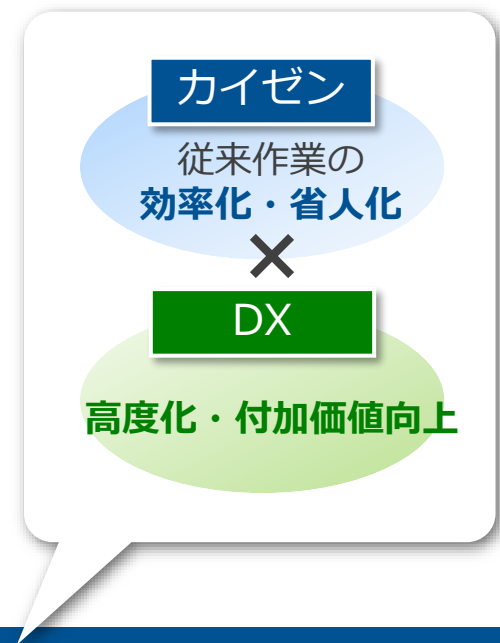 カイゼン
従来作業の
効率化・省人化
×
DX
高度化・付加価値向上